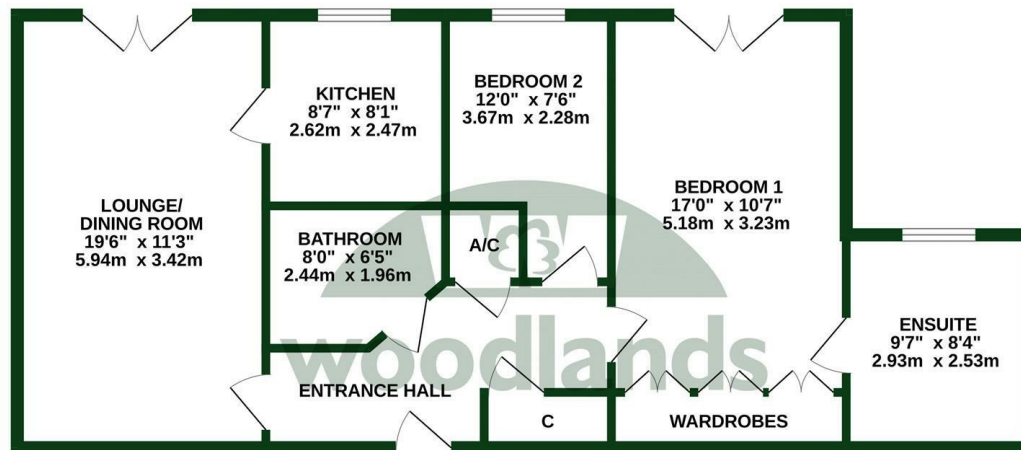 LOUNGE/
DINING ROOM
19'6" x 11'3"
5.94m x 3.42m
KITCHEN
8'7" x 8'1"
2.62m x 2.47m
BEDROOM 2
12'0" x 7'6"
3.67m x 2.28m
BEDROOM 1
17'0" x 10'7"
5.18m x 3.23m
BATHROOM
8'0" x 6'5"
2.44m x 1.96m
A/C
ENSUITE
9'7" x 8'4"
2.93m x 2.53m
woodlands
ENTRANCE HALL
C
WARDROBES